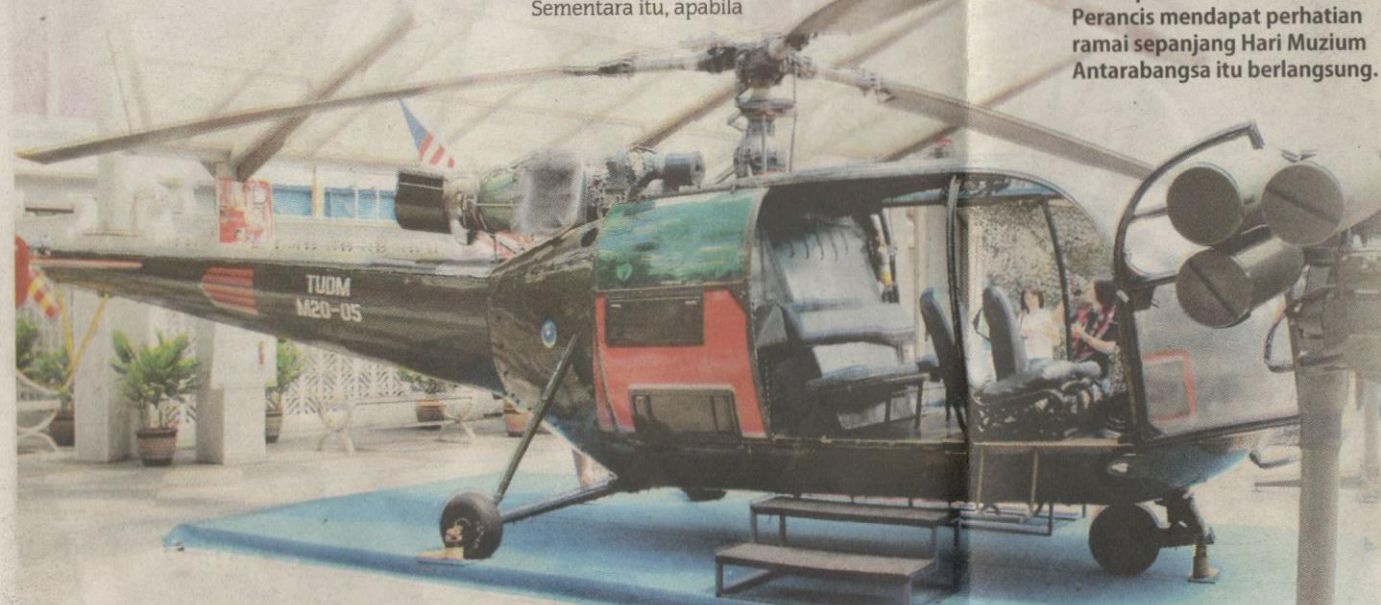 Sementara itu, apabila
Perancis mendapat perhatian
ramai sepanjang Hari Muzium
Antarabangsa itu berlangsung.
TUDM
M20-05